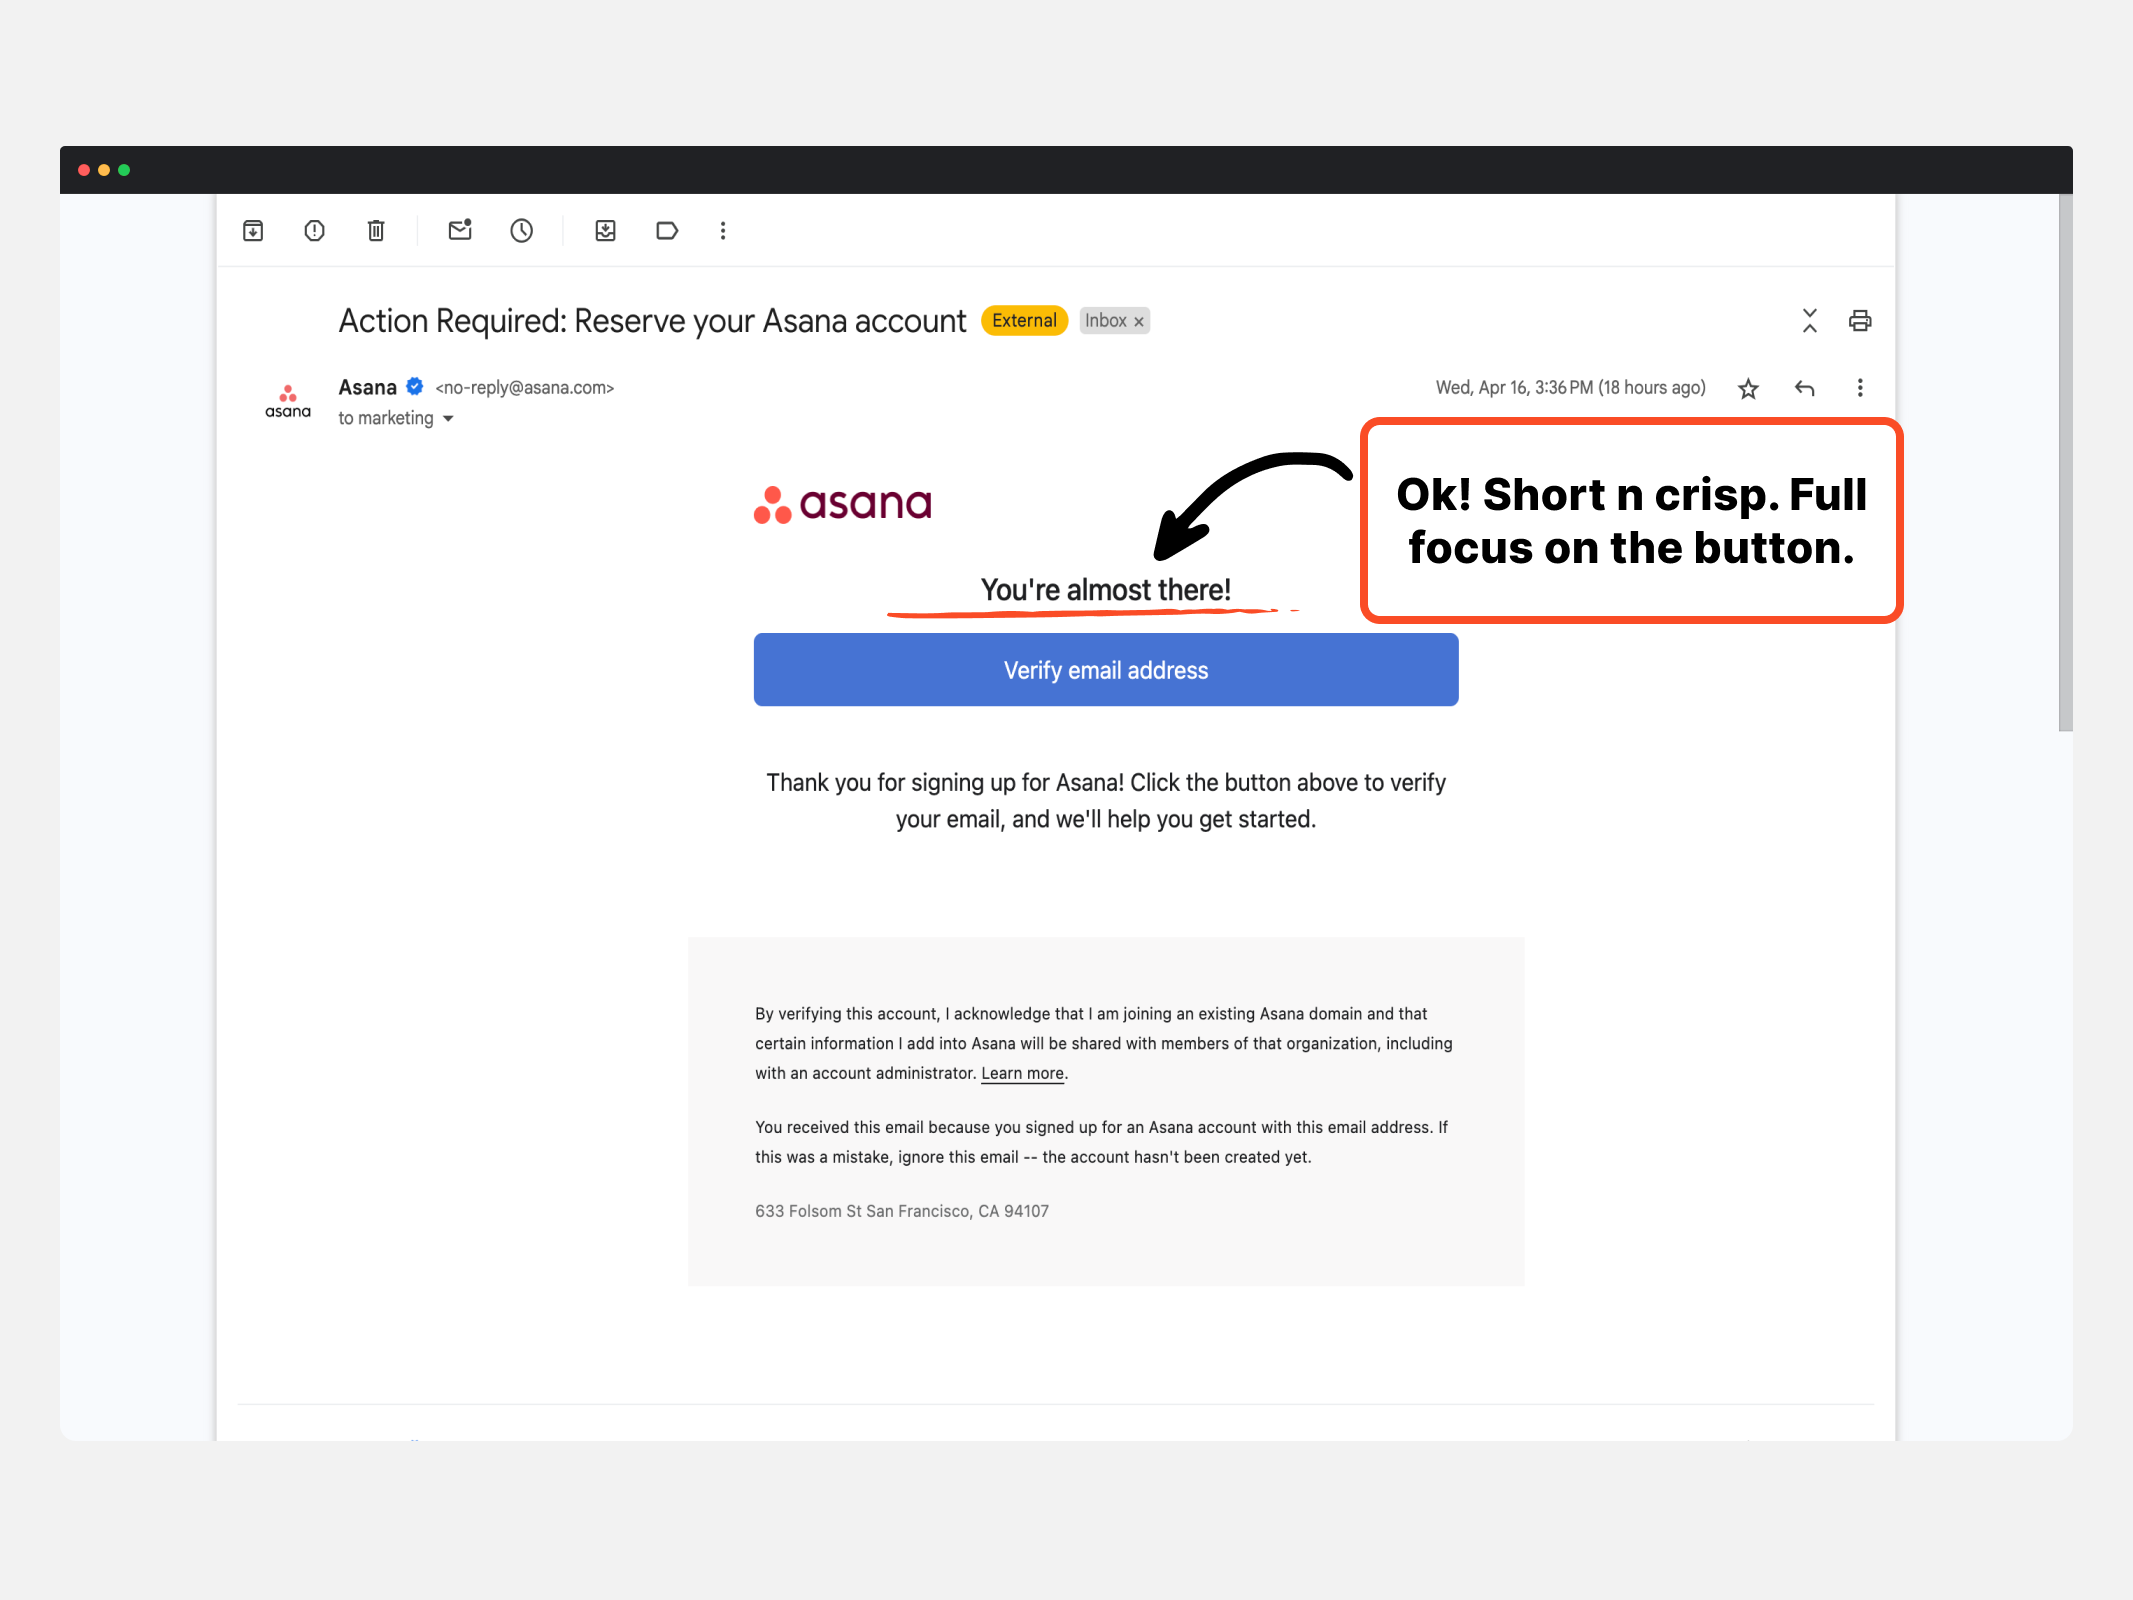 Action Required: Reserve your Asana account External Inbox ×
Asana <no-reply@asana.com> Wed, Apr 16, 3:36 PM (18 hours ago)
asana
to marketing
Ok! Short n crisp. Full
focus on the button.
asana
You're almost there!
Verify email address
Thank you for signing up for Asana! Click the button above to verify
your email, and we'll help you get started.
By verifying this account, I acknowledge that I am joining an existing Asana domain and that
certain information I add into Asana will be shared with members of that organization, including
with an account administrator. Learn more.
You received this email because you signed up for an Asana account with this email address. If
this was a mistake, ignore this email -- the account hasn't been created yet.
633 Folsom St San Francisco, CA 94107